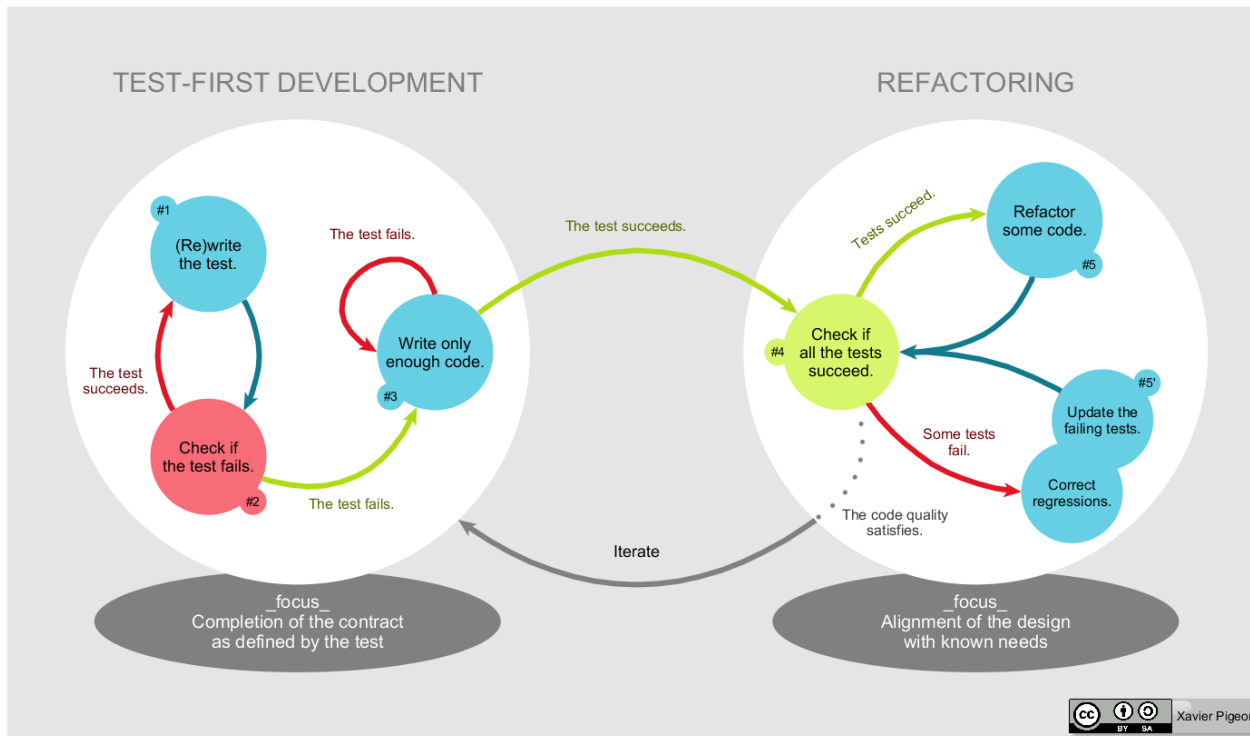 TEST-FIRST DEVELOPMENT
REFACTORING
#1
(Re)write
the test.
The test
succeeds.
Check if
the test fails.
#2
The test fails.
The test fails.
Write only
enough code.
#3
The test succeeds.
#4
Check if
all the tests
succeed.
Tests succeed.
Refactor
some code.
#5
#5'
Update the
failing tests.
Correct
regressions.
Some tests
fail.
The code quality
satisfies.
Iterate
_focus_
Completion of the contract
as defined by the test
_focus_
Alignment of the design
with known needs
cc
BY SA
Xavier Pigeon